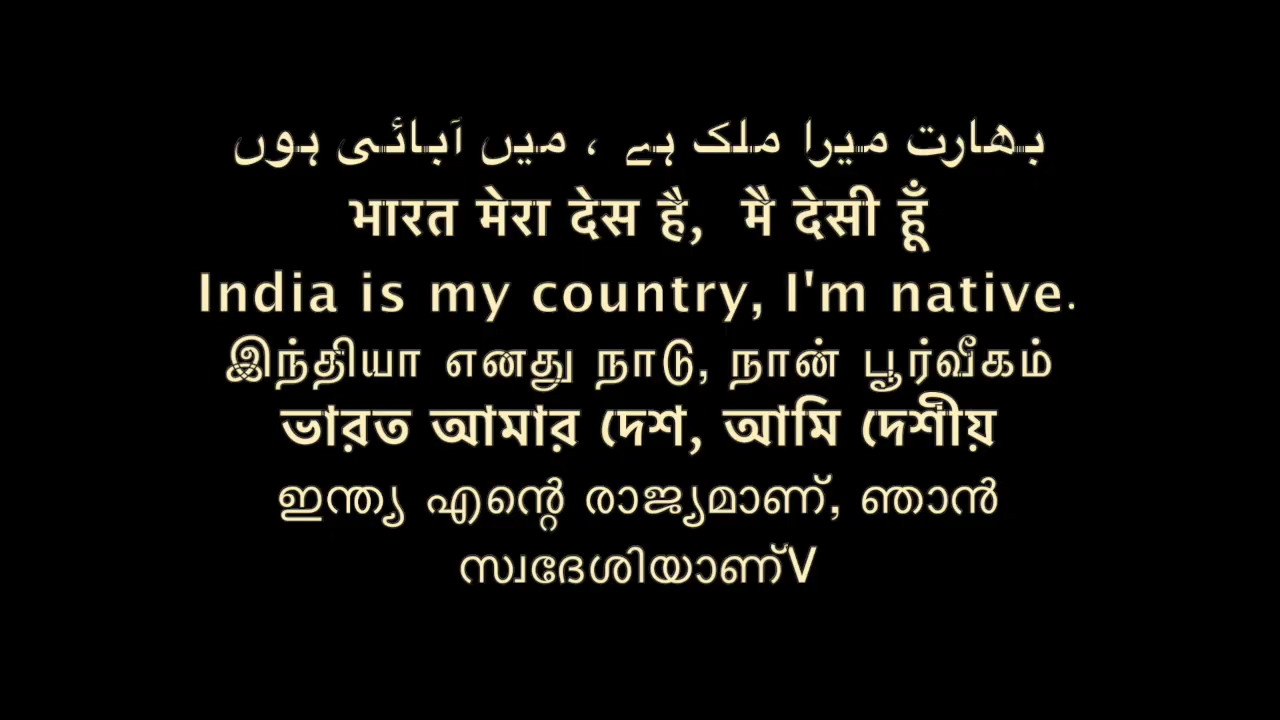 بھارت میرا ملک ہے ، میں آبائی ہوں
भारत मेरा देस है, मै देसी हूँ
India is my country, I'm native.
இந்தியா எனது நாடு, நான் பூர்வீகம்
ভারত আমার দেশ, আমি দেশীয়
ഇന്ത്യ എന്റെ രാജ്യമാണ്, ഞാൻ
സ്വദേശിയാണ്V